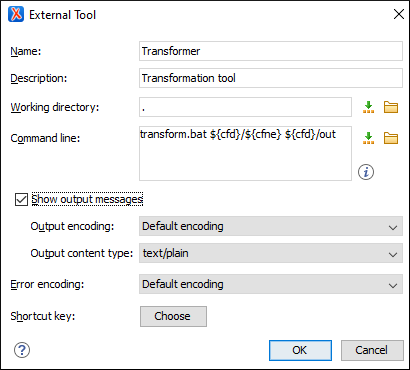 External Tool
Name: Transformer
Description: Transformation tool
Working directory: .
Command line: transform.bat ${cfd}/${cfne} ${cfd}/out
Show output messages
Output encoding: Default encoding
Output content type: text/plain
Error encoding: Default encoding
Shortcut key: Choose
OK Cancel